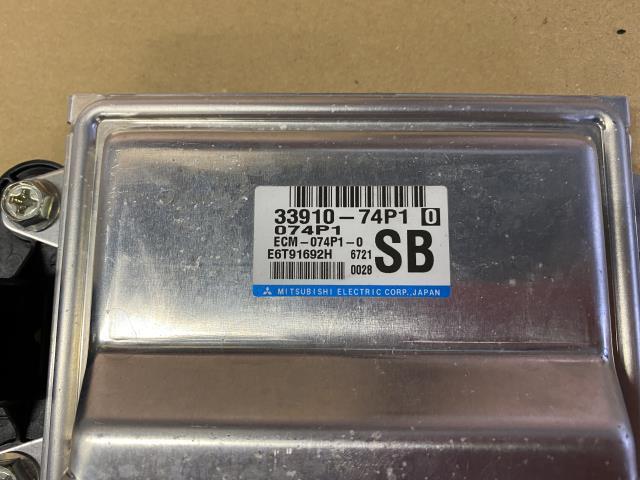 33910-74P1 0
074P1
ECM-074P1-0
E6T91692H 6721
0028
SB
MITSUBISHI ELECTRIC CORP., JAPAN